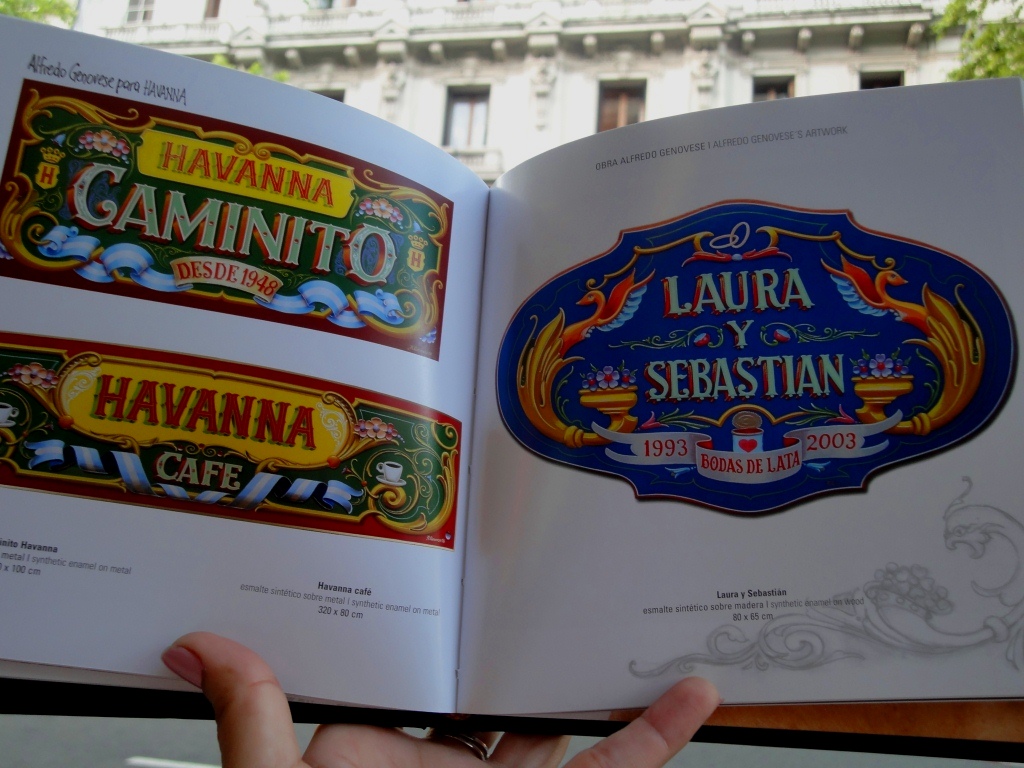 Alfredo Genovese para HAVANNA
HAVANNA
H
CAMINITO
H
DESDE 1948
HAVANNA
CAFE
inito Havanna
metal | synthetic enamel on metal
x 100 cm
Havanna café
esmalte sintético sobre metal | synthetic enamel on metal
320 x 80 cm
OBRA ALFREDO GENOVESE | ALFREDO GENOVESE'S ARTWORK
LAURA
Y
SEBASTIAN
1993 2003
BODAS DE LATA
Laura y Sebastián
esmalte sintético sobre madera | synthetic enamel on wood
80 x 65 cm